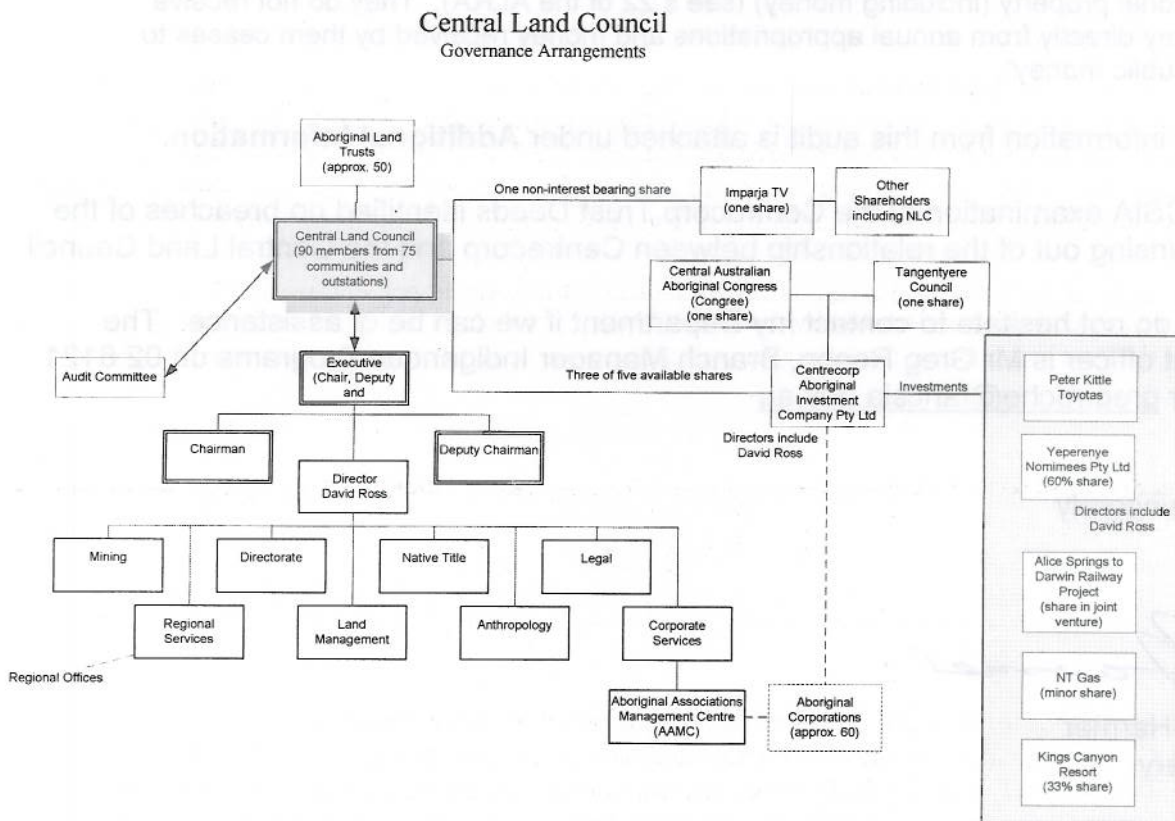 Central Land Council
Governance Arrangements
Aboriginal Land
Trusts
(approx. 50)
One non-interest bearing share
Imparja TV
(one share)
Other
Shareholders
including NLC
Central Land Council
(90 members from 75
communities and
outstations)
Central Australian
Aboriginal Congress
(Congree)
(one share)
Tangentyere
Council
(one share)
Audit Committee
Executive
(Chair, Deputy
and
Three of five available shares
Centrecorp
Aboriginal
Investment
Company Pty Ltd
Investments
Peter Kittle
Toyotas
Chairman
Deputy Chairman
Directors include
David Ross
Director
David Ross
Yeperenye
Nomimees Pty Ltd
(60% share)
Directors include
David Ross
Mining
Directorate
Native Title
Legal
Alice Springs to
Darwin Railway
Project
(share in joint
venture)
Regional
Services
Land
Management
Anthropology
Corporate
Services
Regional Offices
NT Gas
(minor share)
Aboriginal Associations
Management Centre
(AAMC)
Aboriginal
Corporations
(approx. 60)
Kings Canyon
Resort
(33% share)